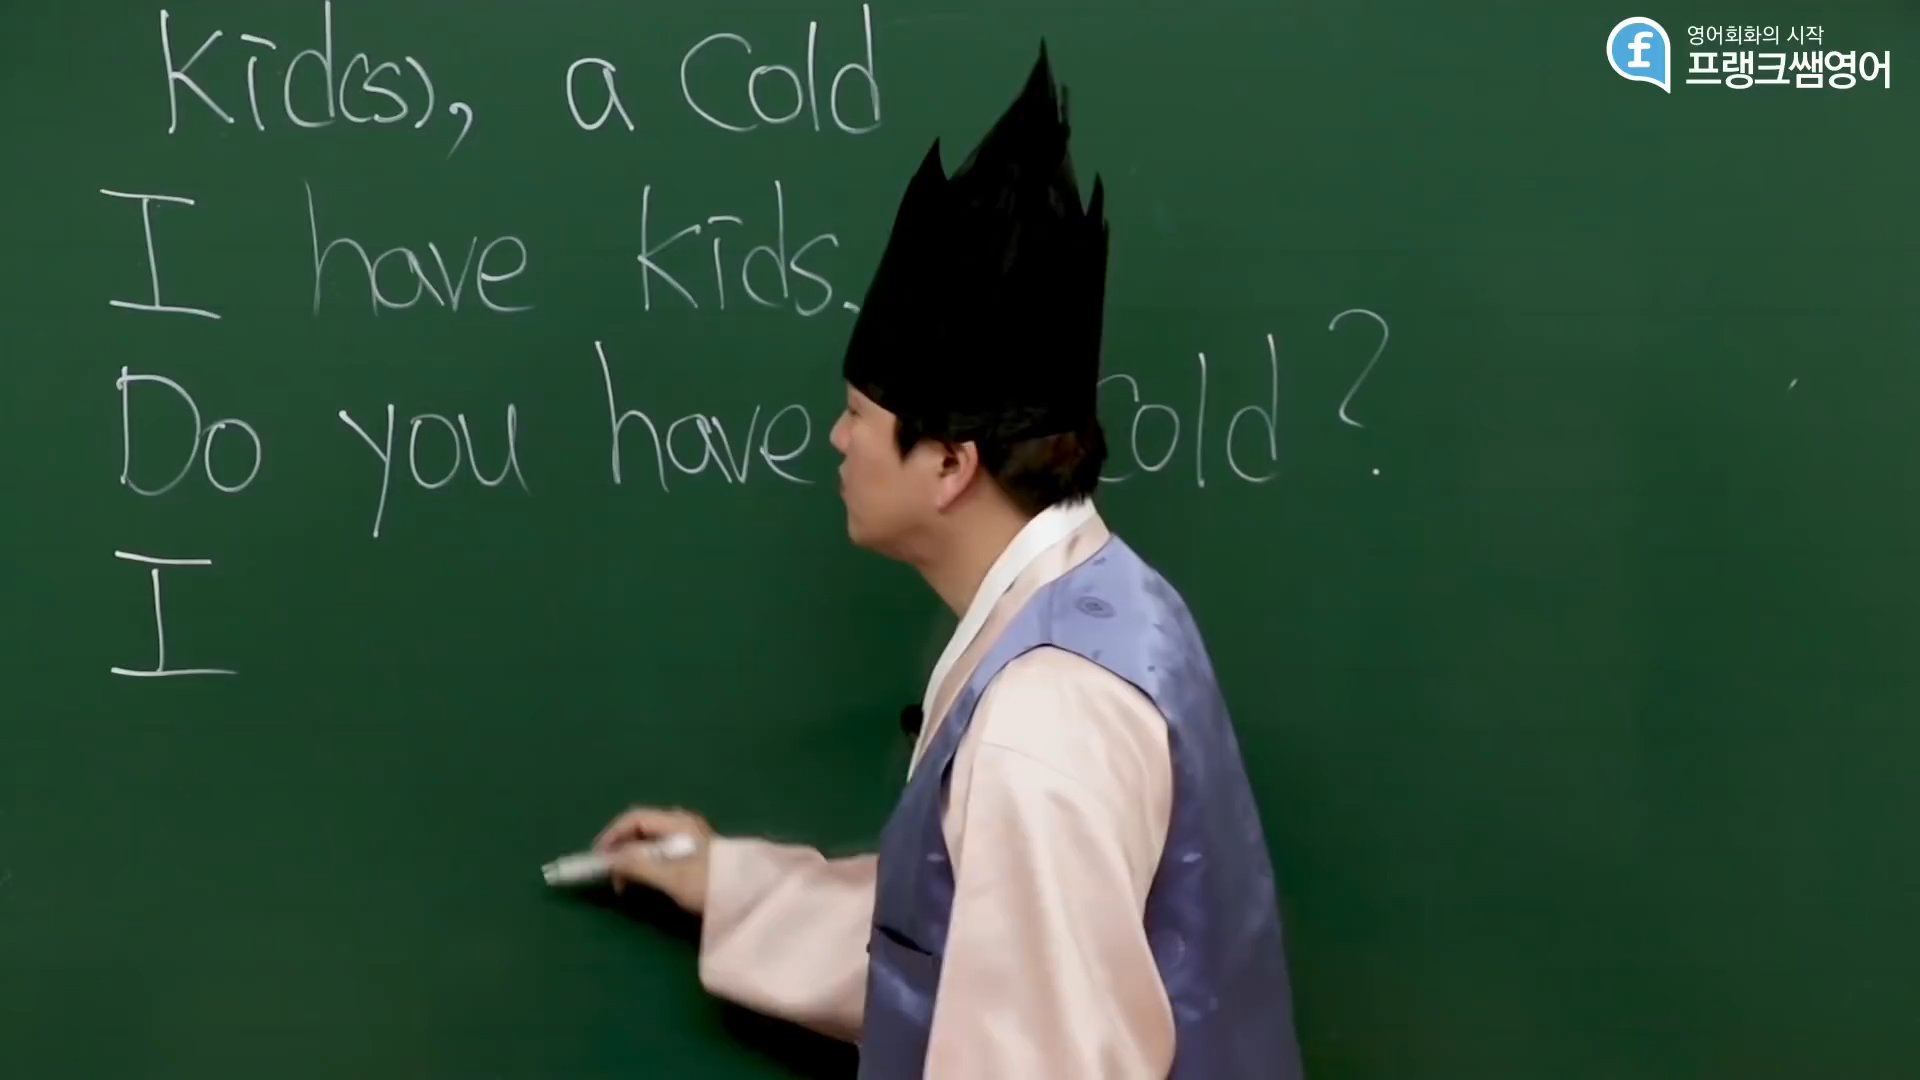 Kid(s), a Cold
I have kids.
Do you have cold?
I
영어회화의 시작
프랭크쌤영어